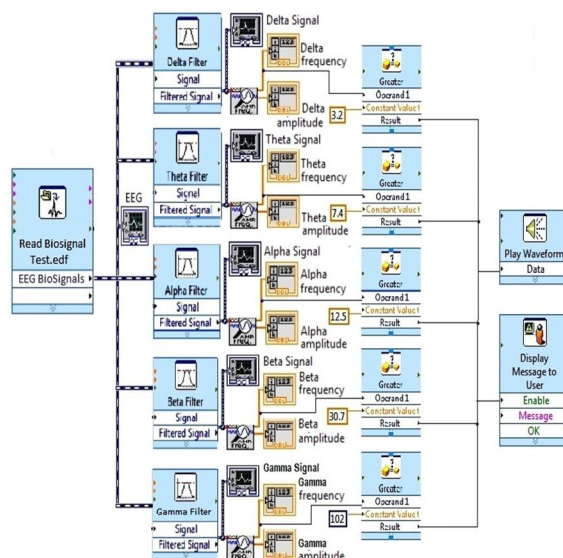 Read Biosignal
Test.edf
EEG BioSignals
EEG
Delta Filter
Signal
Filtered Signal
Delta Signal
Delta
frequency
Delta
amplitude
Greater
Operand 1
3.2
Constant Value 1
Result
Theta Filter
Signal
Filtered Signal
Theta Signal
Theta
frequency
Theta
amplitude
Greater
Operand 1
7.4
Constant Value 1
Result
Alpha Filter
Signal
Filtered Signal
Alpha Signal
Alpha
frequency
Alpha
amplitude
Greater
Operand 1
12.5
Constant Value 1
Result
Beta Filter
Signal
Filtered Signal
Beta Signal
Beta
frequency
Beta
amplitude
Greater
Operand 1
30.7
Constant Value 1
Result
Gamma Filter
Signal
Filtered Signal
Gamma Signal
Gamma
frequency
Gamma
amplitude
Greater
Operand 1
102
Constant Value 1
Result
Play Waveform
Data
Display
Message to
User
Enable
Message
OK